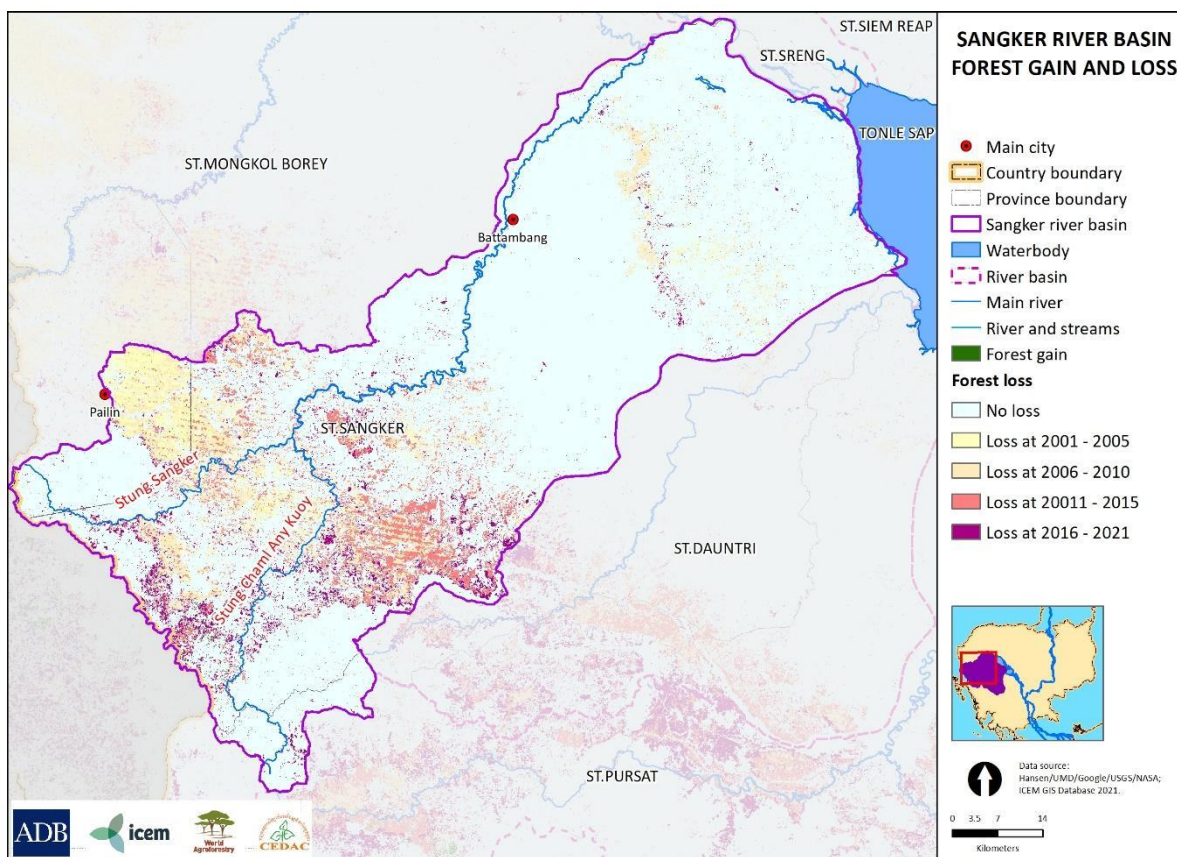 ST.SIEM REAP
ST.SRENG
TONLE SAP
ST.MONGKOL BOREY
Battambang
Pailin
ST.SANGKER
Stung Sangker
Stung Chaml Any Kuoy
ST.DAUNTRI
ST.PURSAT
ADB
icem
World
Agroforestry
CEDAC
SANGKER RIVER BASIN
FOREST GAIN AND LOSS
Main city
Country boundary
Province boundary
Sangker river basin
Waterbody
River basin
Main river
River and streams
Forest gain
Forest loss
No loss
Loss at 2001 - 2005
Loss at 2006 - 2010
Loss at 20011 - 2015
Loss at 2016 - 2021
Data source:
Hansen/UMD/Google/USGS/NASA;
ICEM GIS Database 2021.
0 3.5 7 14
Kilometers